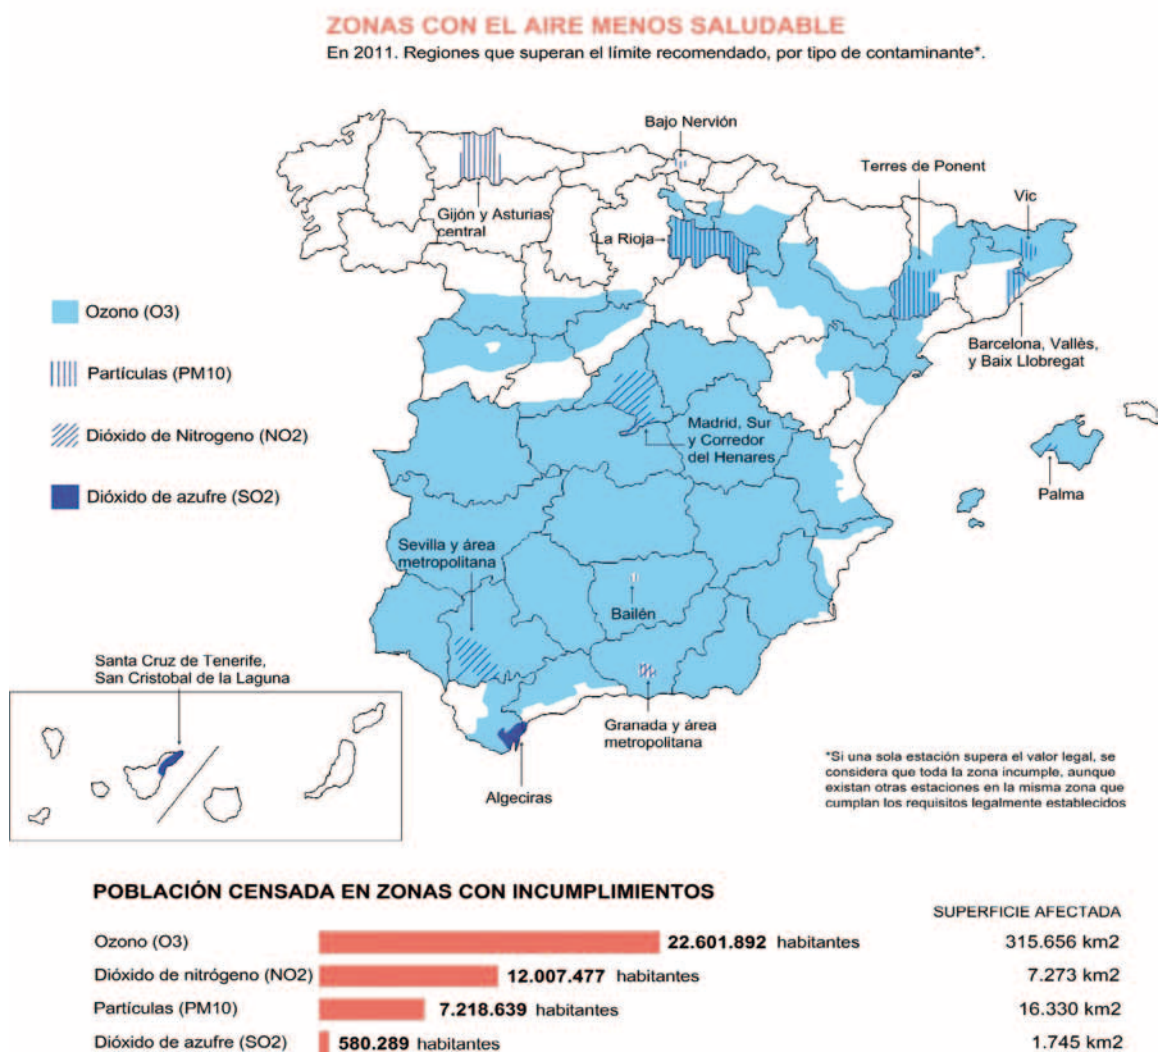 ZONAS CON EL AIRE MENOS SALUDABLE
En 2011. Regiones que superan el límite recomendado, por tipo de contaminante*.
Bajo Nervión
Terres de Ponent
Vic
Gijón y Asturias
central
La Rioja
Ozono (O3)
Partículas (PM10)
Dióxido de Nitrogeno (NO2)
Dióxido de azufre (SO2)
Barcelona, Vallès,
y Baix Llobregat
Madrid, Sur
y Corredor
del Henares
Palma
Sevilla y área
metropolitana
Bailén
Santa Cruz de Tenerife,
San Cristobal de la Laguna
Granada y área
metropolitana
Algeciras
*Si una sola estación supera el valor legal, se
considera que toda la zona incumple, aunque
existan otras estaciones en la misma zona que
cumplan los requisitos legalmente establecidos
POBLACIÓN CENSADA EN ZONAS CON INCUMPLIMIENTOS
SUPERFICIE AFECTADA
Ozono (O3) 22.601.892 habitantes 315.656 km2
Dióxido de nitrógeno (NO2) 12.007.477 habitantes 7.273 km2
Partículas (PM10) 7.218.639 habitantes 16.330 km2
Dióxido de azufre (SO2) 580.289 habitantes 1.745 km2